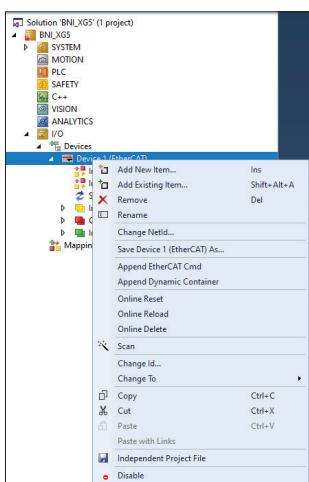 Solution 'BNI_XG5' (1 project)
BNI_XG5
SYSTEM
MOTION
PLC
SAFETY
C++
VISION
ANALYTICS
I/O
Devices
Device 1 (EtherCAT)
Add New Item... Ins
Add Existing Item... Shift+Alt+A
Remove Del
Rename
Change NetId...
Mappin
Save Device 1 (EtherCAT) As...
Append EtherCAT Cmd
Append Dynamic Container
Online Reset
Online Reload
Online Delete
Scan
Change Id...
Change To
Copy Ctrl+C
Cut Ctrl+X
Paste Ctrl+V
Paste with Links
Independent Project File
Disable